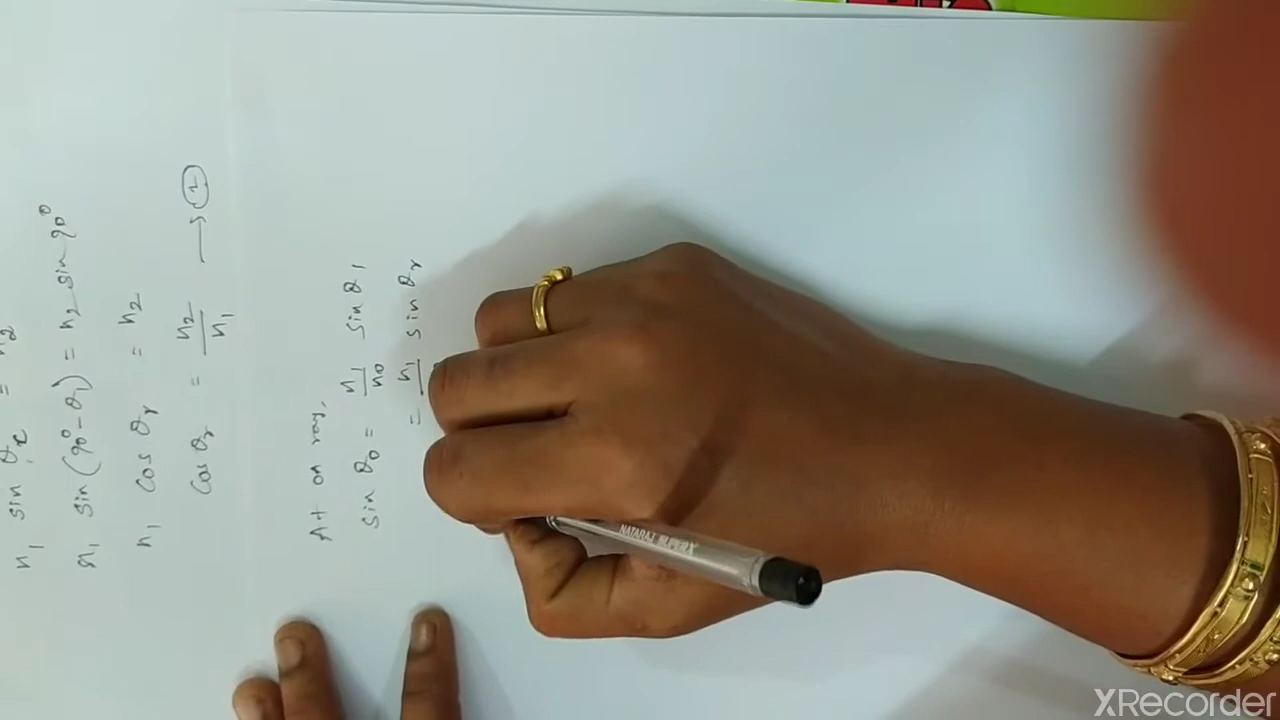 n₁ sin θc = n₂
n₁ sin(90° - θ₁) = n₂ sin 90°
n₁ cos θr = n₂
cos θr = n₂/n₁ → ①
At on ray,
sin θ₀ = n₁/n₀ sin θ₁
= n₁/ sin θr
NATARAJ
XRecorder